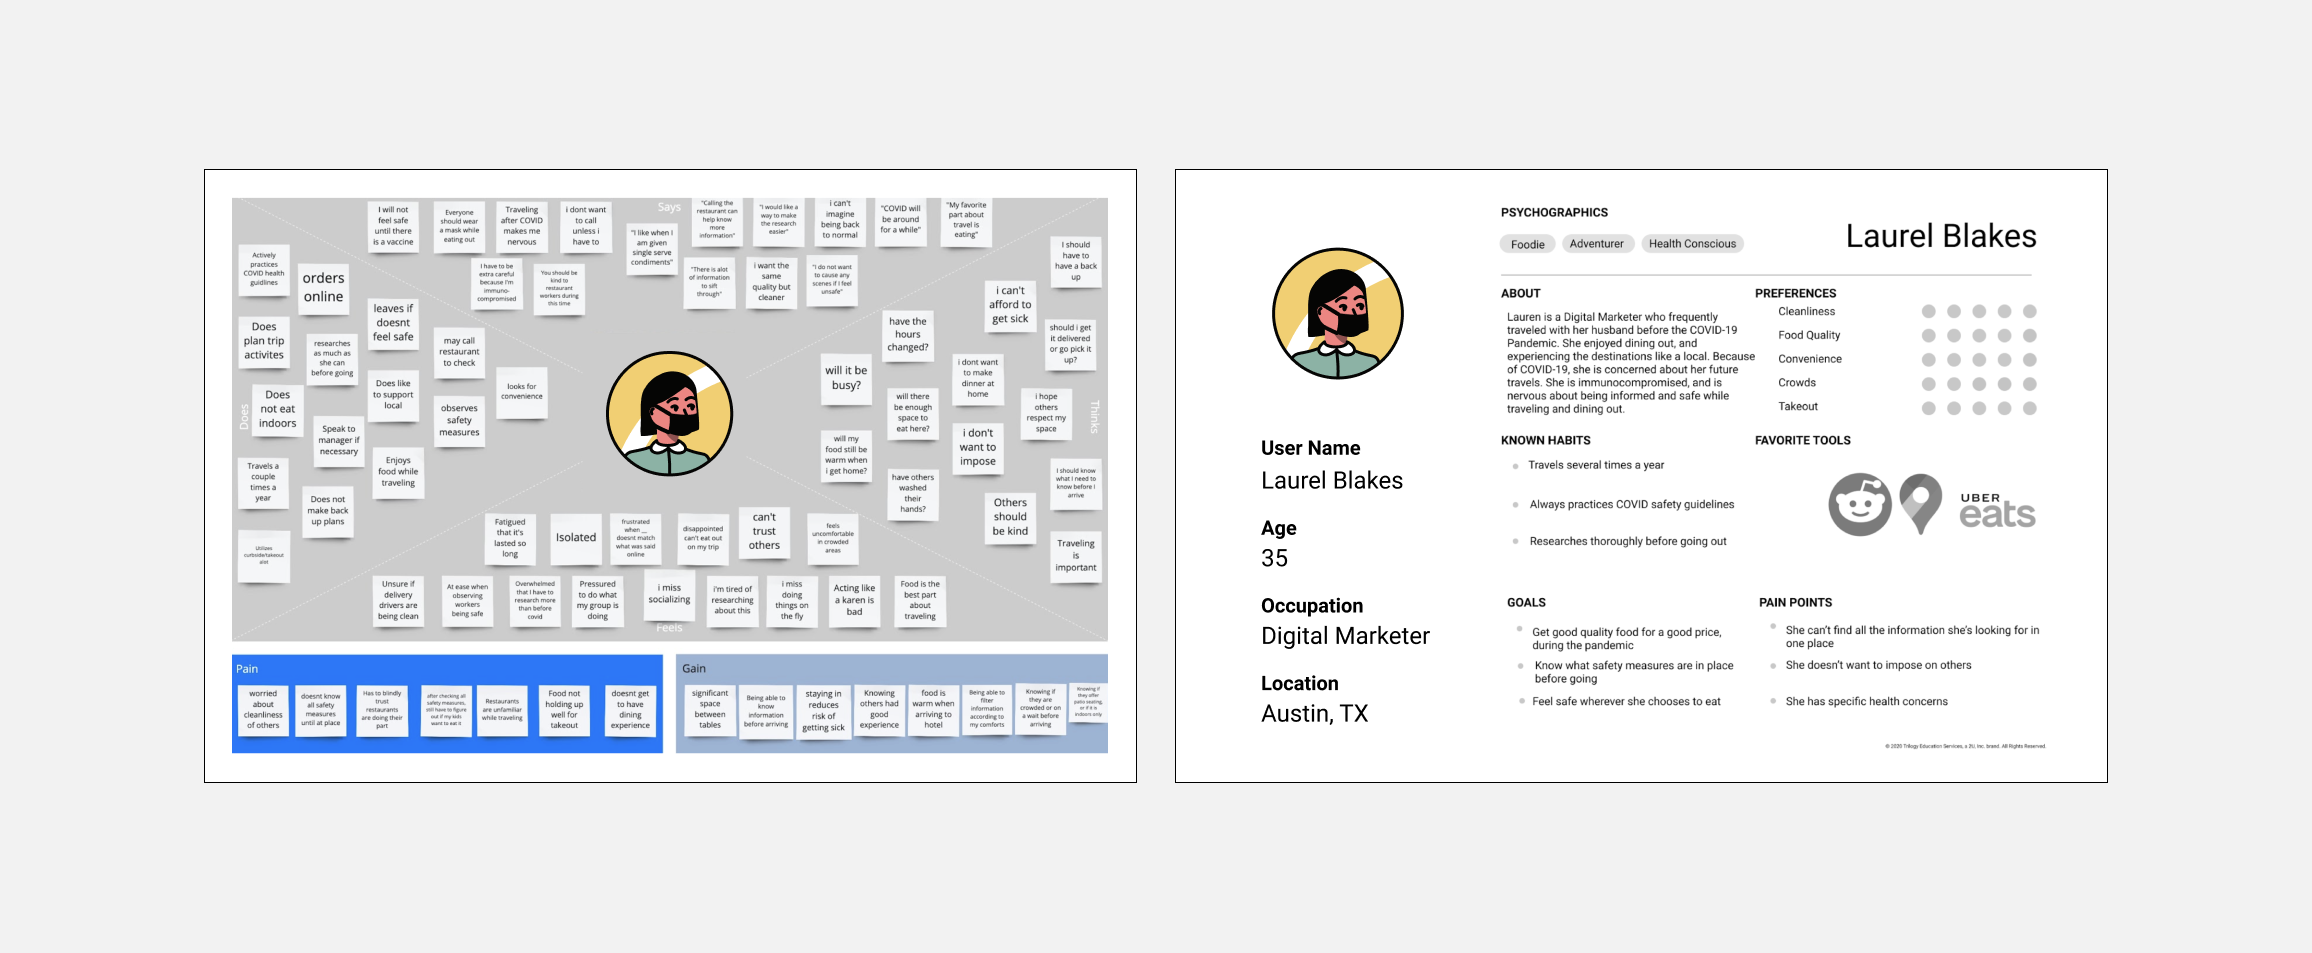 Says
I will not
feel safe
until there
is a vaccine
Everyone
should wear
a mask while
eating out
Traveling
after COVID
makes me
nervous
i dont want
to call
unless i
have to
"I like when I
am given
single serve
condiments"
"Calling the
restaurant can
help know
more
information"
"I would like a
way to make
the research
easier"
i can't
imagine
being back
to normal
"COVID will
be around
for a while"
"My favorite
part about
travel is
eating"
I have to be
extra careful
because I'm
immuno-
compromised
You should be
kind to
restaurant
workers during
this time
"There is alot
of information
to sift
through"
i want the
same
quality but
cleaner
"I do not want
to cause any
scenes if I feel
unsafe"
Does
Actively
practices
COVID health
guidlines
orders
online
leaves if
doesnt
feel safe
Does
plan trip
activites
researches
as much as
she can
before going
may call
restaurant
to check
Does like
to support
local
looks for
convenience
Does
not eat
indoors
Speak to
manager if
necessary
observes
safety
measures
Enjoys
food while
traveling
Travels a
couple
times a
year
Does not
make back
up plans
Utilizes
curbside/takeout
alot
Thinks
I should
have to
have a back
up
i can't
afford to
get sick
have the
hours
changed?
should i get
it delivered
or go pick it
up?
will it be
busy?
i dont want
to make
dinner at
home
will there
be enough
space to
eat here?
i hope
others
respect my
space
will my
food still be
warm when
i get home?
i don't
want to
impose
have others
washed
their
hands?
I should know
what I need to
know before I
arrive
Others
should
be kind
Traveling
is
important
Feels
Fatigued
that it's
lasted so
long
Isolated
frustrated
when __
doesnt match
what was said
online
disappointed
can't eat out
on my trip
can't
trust
others
feels
uncomfortable
in crowded
areas
Unsure if
delivery
drivers are
being clean
At ease when
observing
workers
being safe
Overwhelmed
that I have to
research more
than before
covid
Pressured
to do what
my group is
doing
i miss
socializing
i'm tired of
researching
about this
i miss
doing
things on
the fly
Acting like
a karen is
bad
Food is the
best part
about
traveling
Pain
worried
about
cleanliness
of others
doesnt know
all safety
measures
until at place
Has to blindly
trust
restaurants
are doing their
part
after checking all
safety measures,
still have to figure
out if my kids
want to eat it
Restaurants
are unfamiliar
while traveling
Food not
holding up
well for
takeout
doesnt get
to have
dining
experience
Gain
significant
space
between
tables
Being able to
know
information
before arriving
staying in
reduces
risk of
getting sick
Knowing
others had
good
experience
food is
warm when
arriving to
hotel
Being able to
filter
information
according to
my comforts
Knowing if
they are
crowded or on
a wait before
arriving
Knowing if
they offer
patio seating,
or if it is
indoors only
User Name
Laurel Blakes
Age
35
Occupation
Digital Marketer
Location
Austin, TX
PSYCHOGRAPHICS
Foodie
Adventurer
Health Conscious
Laurel Blakes
ABOUT
Lauren is a Digital Marketer who frequently
traveled with her husband before the COVID-19
Pandemic. She enjoyed dining out, and
experiencing the destinations like a local. Because
of COVID-19, she is concerned about her future
travels. She is immunocompromised, and is
nervous about being informed and safe while
traveling and dining out.
PREFERENCES
Cleanliness
Food Quality
Convenience
Crowds
Takeout
KNOWN HABITS
Travels several times a year
Always practices COVID safety guidelines
Researches thoroughly before going out
FAVORITE TOOLS
UBER
eats
GOALS
Get good quality food for a good price,
during the pandemic
Know what safety measures are in place
before going
Feel safe wherever she chooses to eat
PAIN POINTS
She can't find all the information she's looking for in
one place
She doesn't want to impose on others
She has specific health concerns
© 2020 Trilogy Education Services, a 2U, Inc. brand. All Rights Reserved.